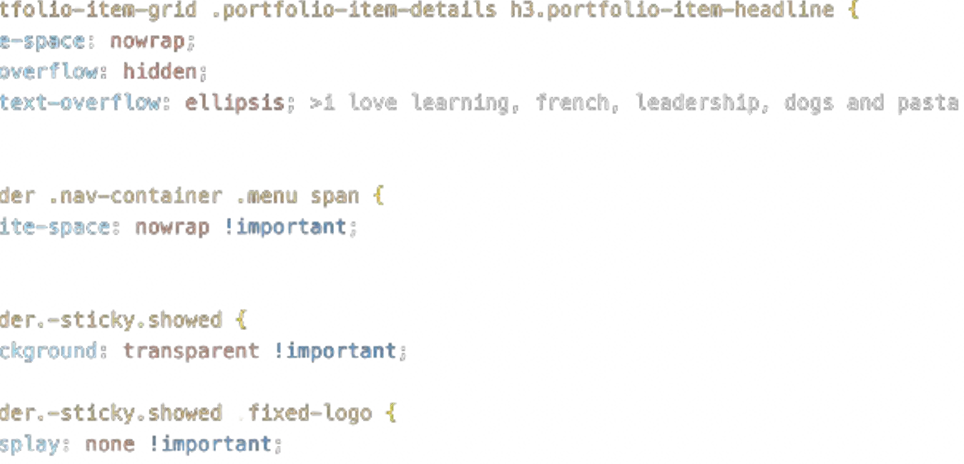 tfolio-item-grid .portfolio-item-details h3.portfolio-item-headline {
e-space: nowrap;
overflow: hidden;
text-overflow: ellipsis; >i love learning, french, leadership, dogs and pasta
der .nav-container .menu span {
ite-space: nowrap !important;
der.-sticky.showed {
ckground: transparent !important;
der.-sticky.showed .fixed-logo {
splay: none !important;